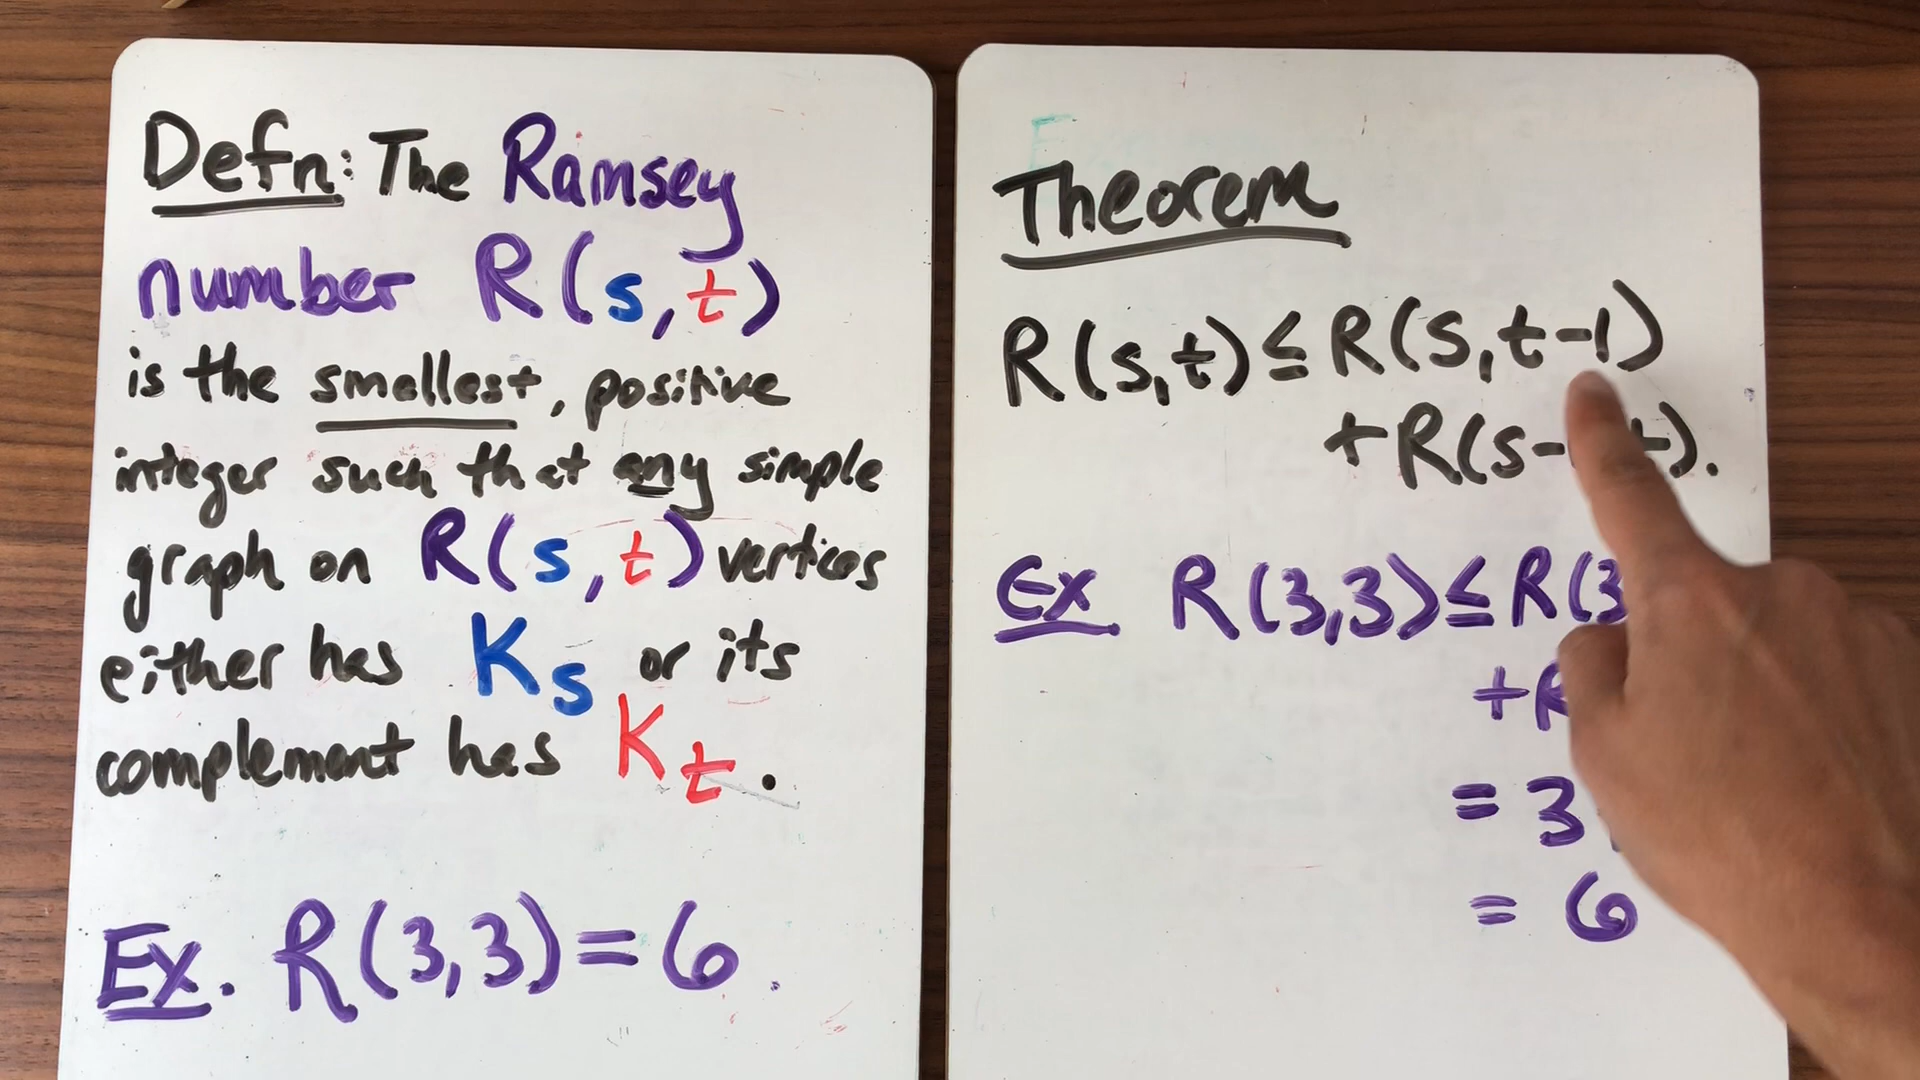 Defn: The Ramsey
number R(s,t)
is the smallest, positive
integer such that any simple
graph on R(s,t) vertices
either has Ks or its
complement has Kt.
Ex. R(3,3)=6.
Theorem
R(s,t)≤R(s,t-1)
+R(s-
t).
Ex R(3,3)≤R(3
+R
= 3
= 6